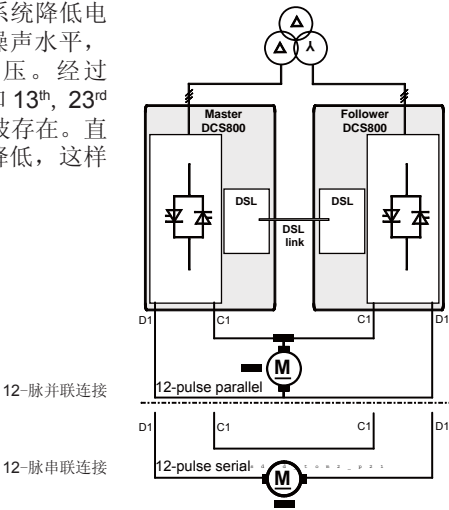 系统降低电
噪声水平，
压。经过
和 13th, 23rd
波存在。直
降低，这样
Master
DCS800
Follower
DCS800
DSL
DSL
DSL
link
D1
C1
C1
D1
M
12-脉并联连接
12-pulse parallel
D1
C1
C1
D1
12-脉串联连接
12-pulse serial
M